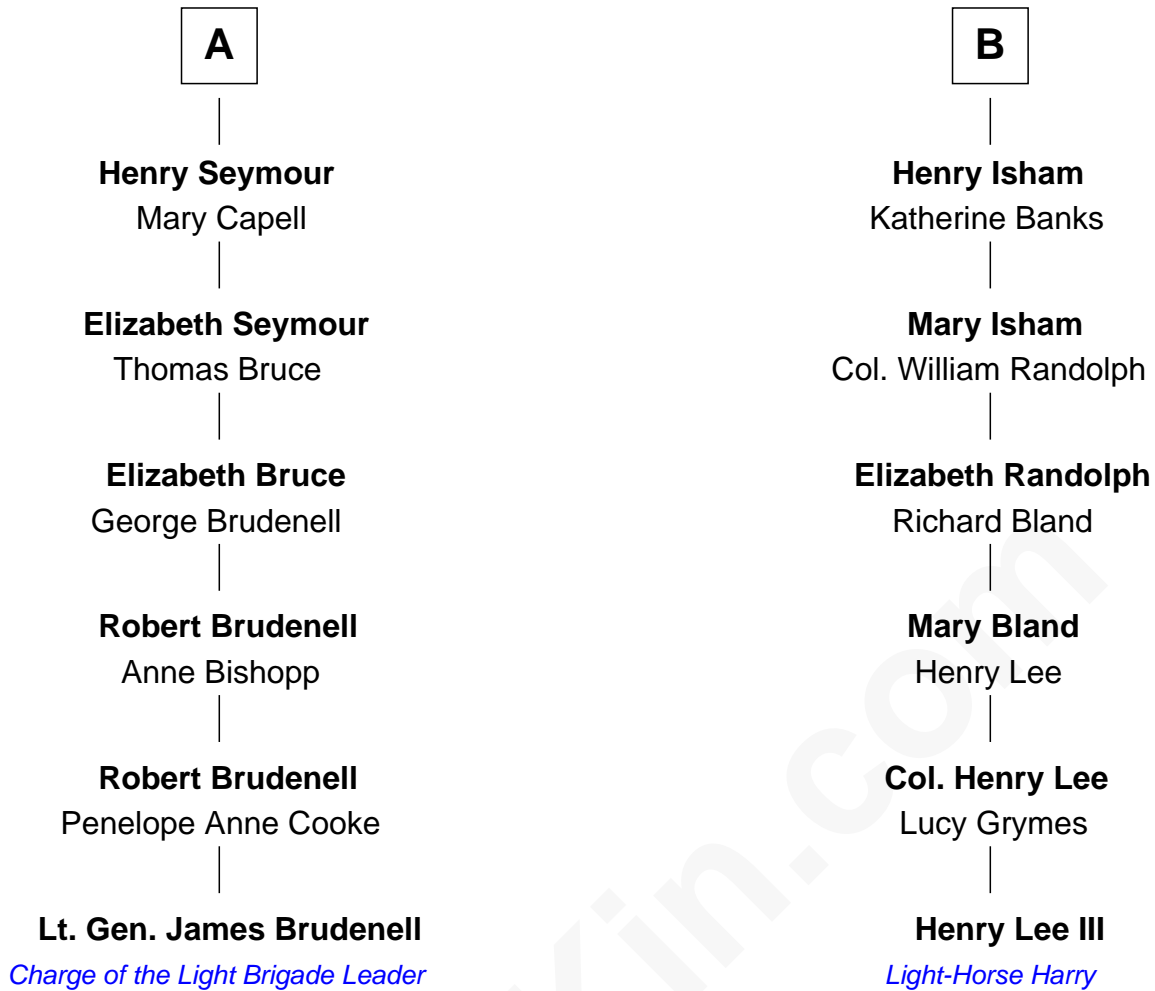 A
Henry Seymour
Mary Capell
Elizabeth Seymour
Thomas Bruce
Elizabeth Bruce
George Brudenell
Robert Brudenell
Anne Bishopp
Robert Brudenell
Penelope Anne Cooke
Lt. Gen. James Brudenell
Charge of the Light Brigade Leader
B
Henry Isham
Katherine Banks
Mary Isham
Col. William Randolph
Elizabeth Randolph
Richard Bland
Mary Bland
Henry Lee
Col. Henry Lee
Lucy Grymes
Henry Lee III
Light-Horse Harry
Kin.com